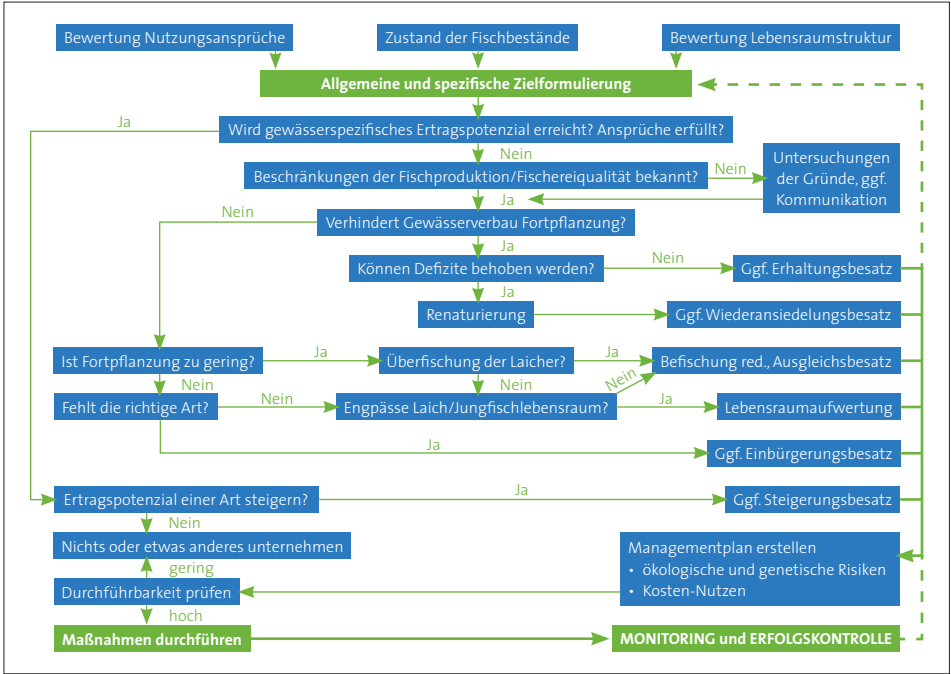 Bewertung Nutzungsansprüche
Zustand der Fischbestände
Bewertung Lebensraumstruktur
Allgemeine und spezifische Zielformulierung
Ja
Wird gewässerspezifisches Ertragspotenzial erreicht? Ansprüche erfüllt?
Nein
Beschränkungen der Fischproduktion/Fischereiqualität bekannt?
Nein
Untersuchungen
der Gründe, ggf.
Kommunikation
Ja
Nein
Verhindert Gewässerverbau Fortpflanzung?
Ja
Können Defizite behoben werden?
Nein
Ggf. Erhaltungsbesatz
Ja
Renaturierung
Ggf. Wiederansiedelungsbesatz
Ist Fortpflanzung zu gering?
Ja
Überfischung der Laicher?
Ja
Befischung red., Ausgleichsbesatz
Nein
Nein
Nein
Fehlt die richtige Art?
Nein
Engpässe Laich/Jungfischlebensraum?
Ja
Lebensraumaufwertung
Ja
Ggf. Einbürgerungsbesatz
Ertragspotenzial einer Art steigern?
Ja
Ggf. Steigerungsbesatz
Nein
Nichts oder etwas anderes unternehmen
Managementplan erstellen
• ökologische und genetische Risiken
• Kosten-Nutzen
gering
Durchführbarkeit prüfen
hoch
Maßnahmen durchführen
MONITORING und ERFOLGSKONTROLLE